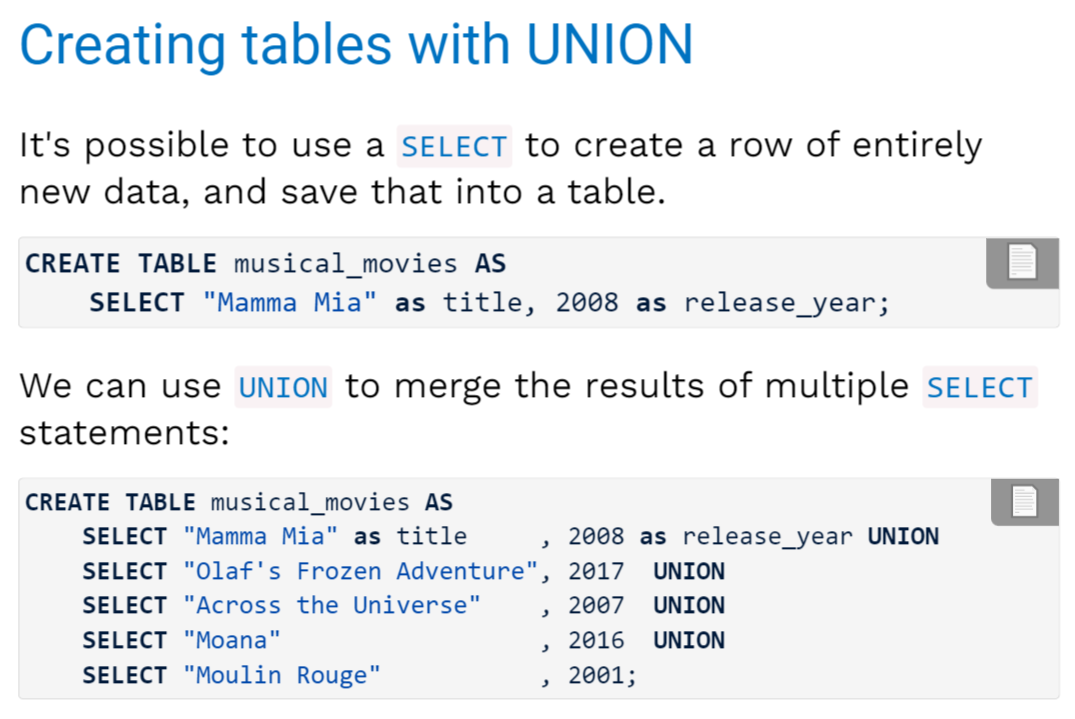 Creating tables with UNION
It's possible to use a SELECT to create a row of entirely
new data, and save that into a table.
CREATE TABLE musical_movies AS
    SELECT "Mamma Mia" as title, 2008 as release_year;
We can use UNION to merge the results of multiple SELECT
statements:
CREATE TABLE musical_movies AS
    SELECT "Mamma Mia" as title     , 2008 as release_year UNION
    SELECT "Olaf's Frozen Adventure", 2017  UNION
    SELECT "Across the Universe"    , 2007  UNION
    SELECT "Moana"                  , 2016  UNION
    SELECT "Moulin Rouge"           , 2001;